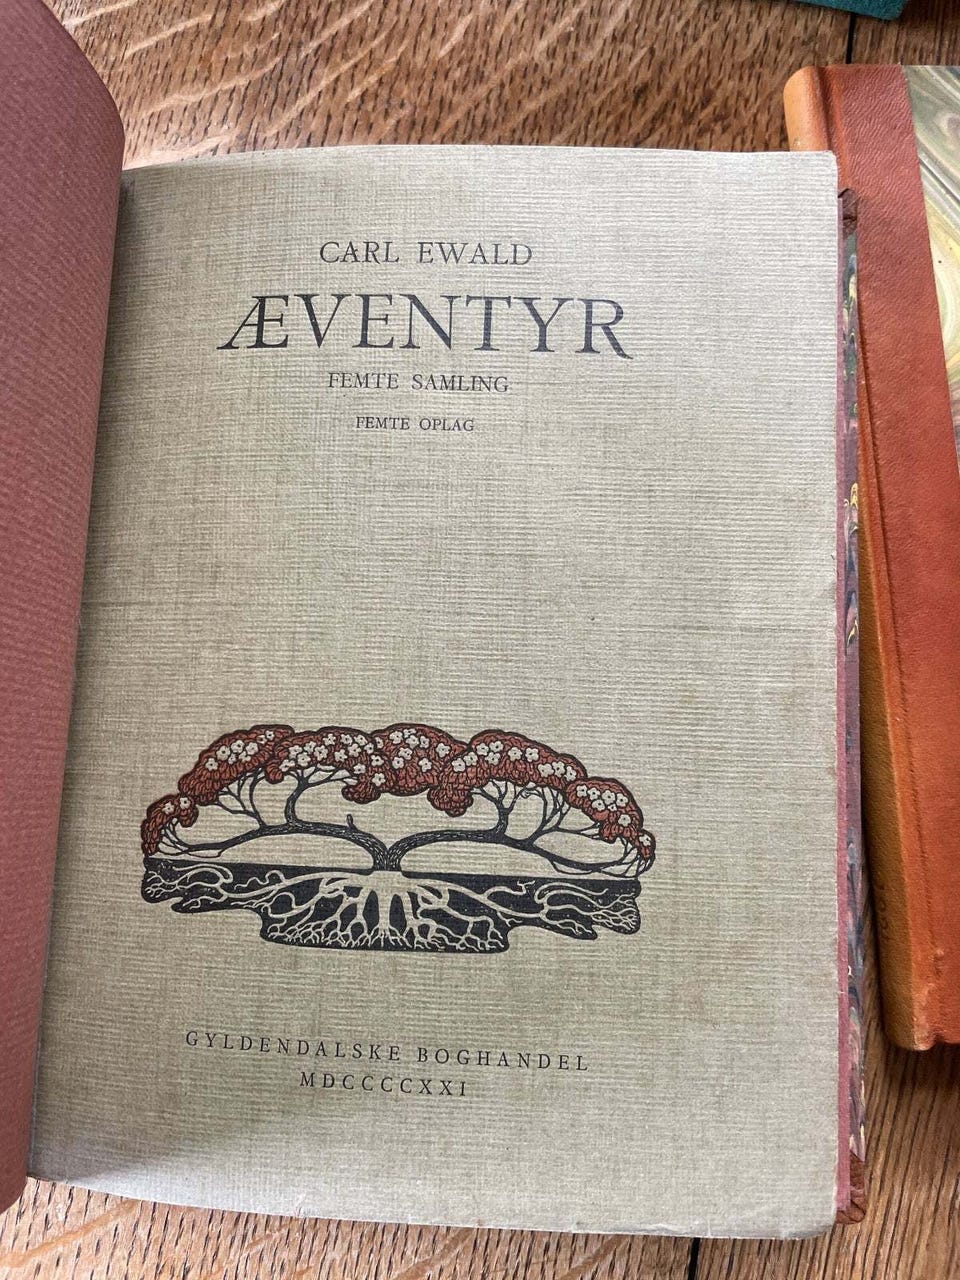 CARL EWALD
ÆVENTYR
FEMTE SAMLING
FEMTE OPLAG
GYLDENDALSKE BOGHANDEL
MDCCCCXXI